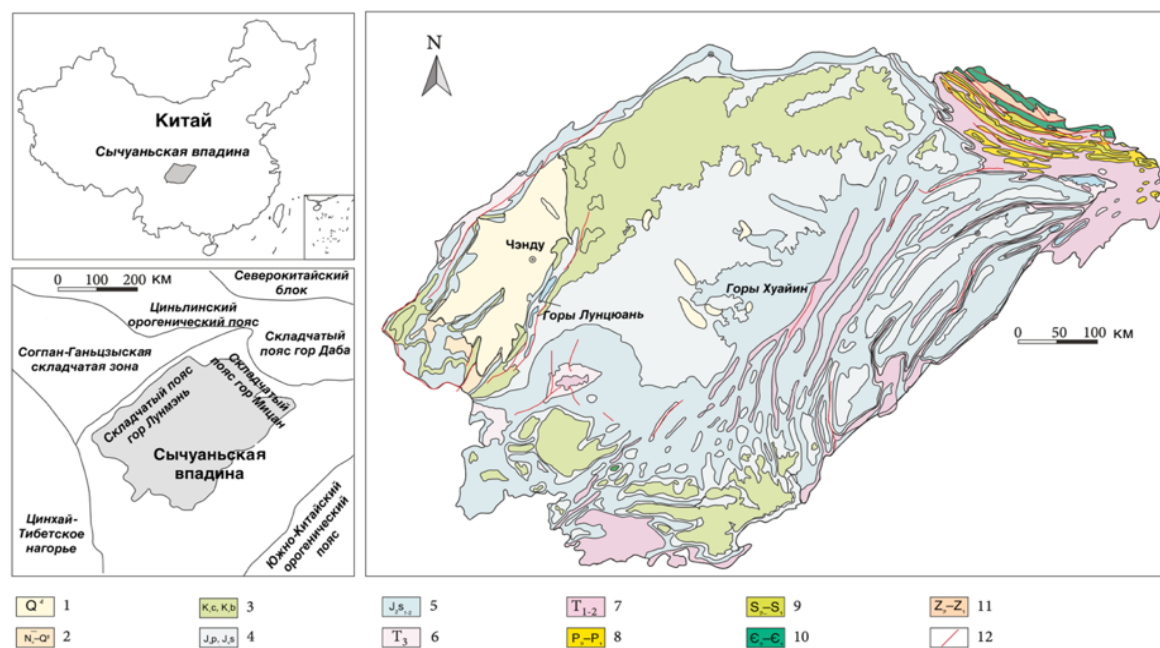 Китай
Сычуаньская
впадина
0 100 200 КМ
Северокитайский
блок
Циньлинский
орогенический пояс
Складчатый
пояс гор Даба
Согпан-Ганьцзыская
складчатая зона
Складчатый пояс
гор Лунмэнь
Складчатый
пояс гор Мицан
Сычуаньская
впадина
Цинхай-
Тибетское
нагорье
Южно-Китайский
орогенический
пояс
N
Чэнду
Горы Лунцюань
Горы Хуайин
0 50 100 КМ
1
2
3
4
5
T₁₋₂ 7
T₃ 6
8
9
10
11
12